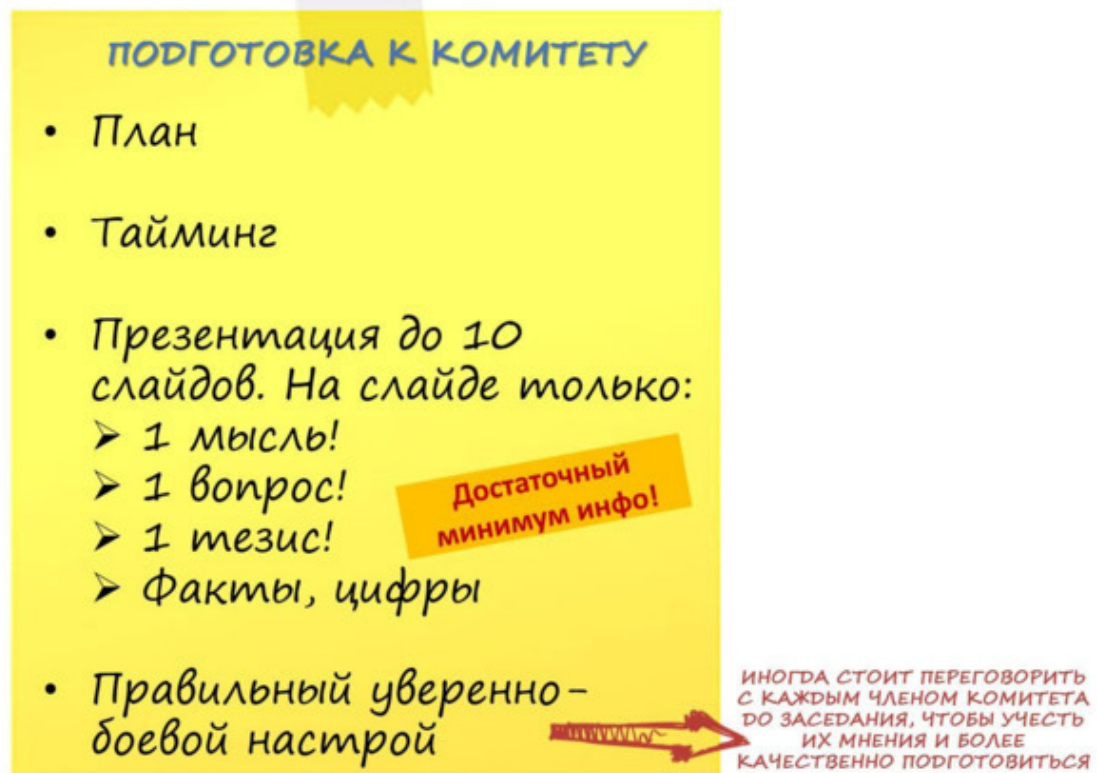 ПОДГОТОВКА К КОМИТЕТУ
• План
• Тайминг
• Презентация до 10
слайдов. На слайде только:
➢ 1 мысль!
➢ 1 вопрос!
➢ 1 тезис!
➢ Факты, цифры
Достаточный
минимум инфо!
• Правильный уверенно-
боевой настрой
ИНОГДА СТОИТ ПЕРЕГОВОРИТЬ
С КАЖДЫМ ЧЛЕНОМ КОМИТЕТА
ДО ЗАСЕДАНИЯ, ЧТОБЫ УЧЕСТЬ
ИХ МНЕНИЯ И БОЛЕЕ
КАЧЕСТВЕННО ПОДГОТОВИТЬСЯ